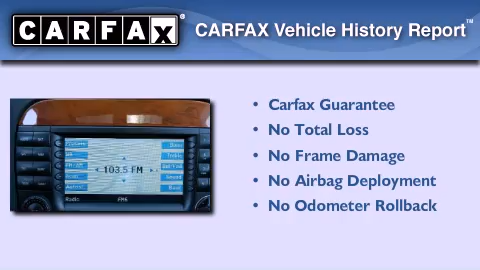 CARFAX® CARFAX Vehicle History Report™
• Carfax Guarantee
• No Total Loss
• No Frame Damage
• No Airbag Deployment
• No Odometer Rollback
103.5 FM
Radio FM6